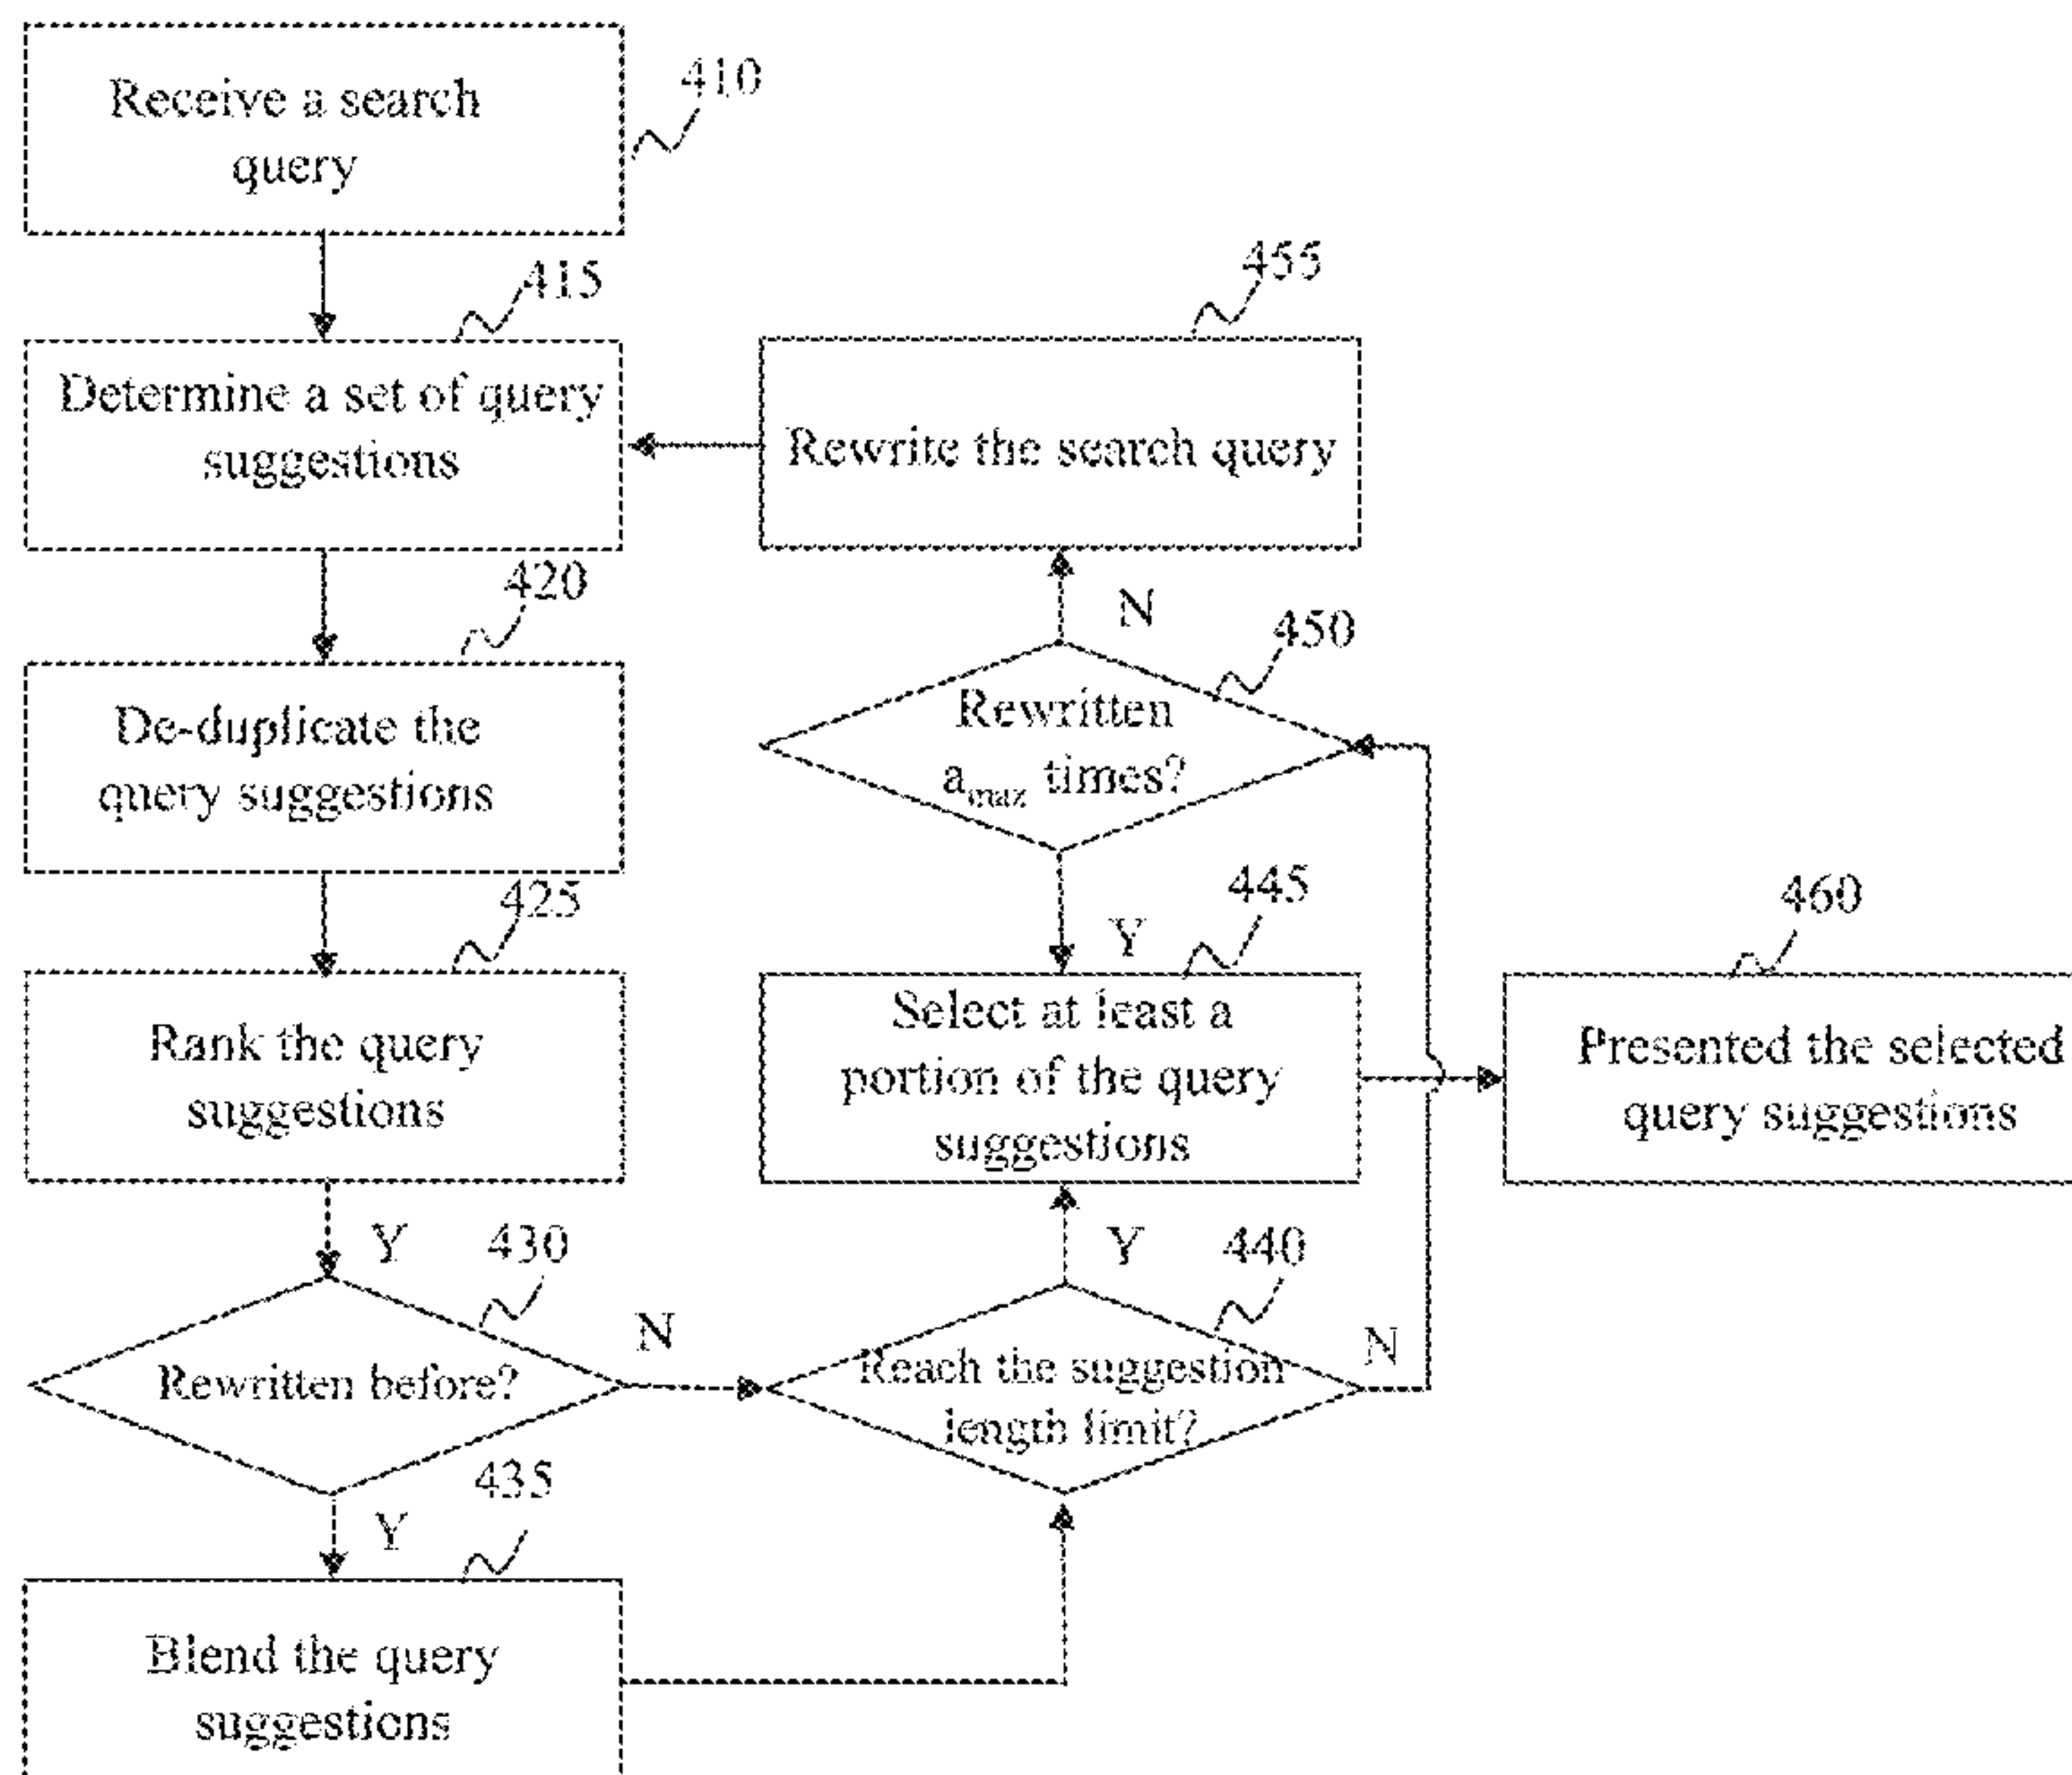 Receive a search
query
410
415
Determine a set of query
suggestions
455
Rewrite the search query
420
De-duplicate the
query suggestions
N
450
Rewritten
a_max times?
425
Rank the query
suggestions
Y
445
Select at least a
portion of the query
suggestions
460
Presented the selected
query suggestions
Y
430
Rewritten before?
N
Y
440
Reach the suggestion
length limit?
N
Y
435
Blend the query
suggestions